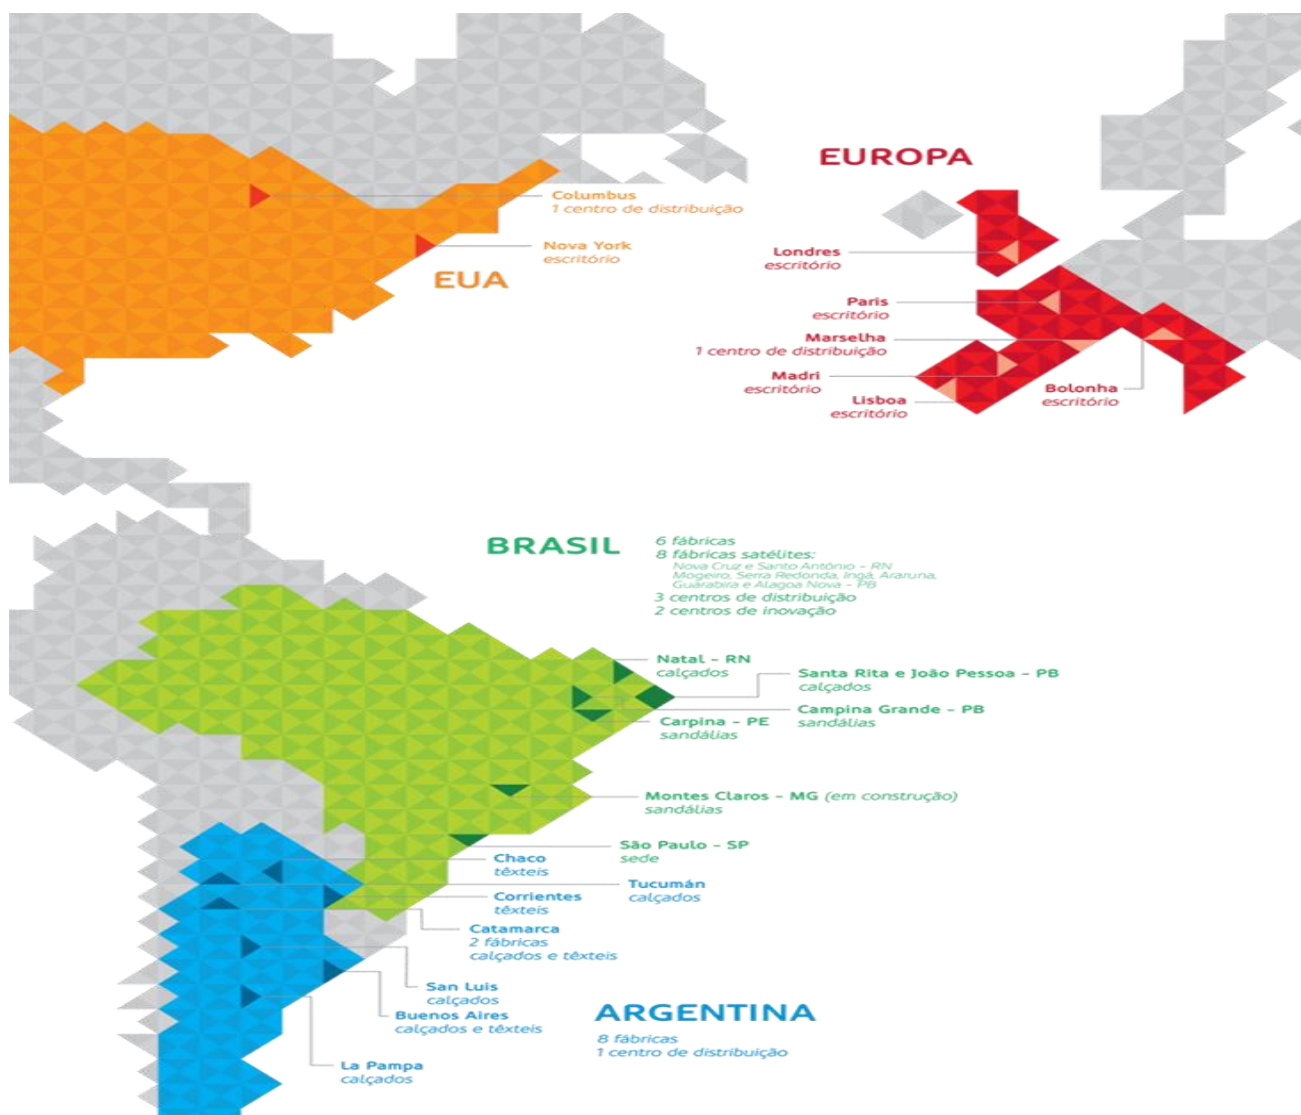 EUROPA
Columbus
1 centro de distribuição
Nova York
escritório
EUA
Londres
escritório
Paris
escritório
Marselha
1 centro de distribuição
Madri
escritório
Lisboa
escritório
Bolonha
escritório
BRASIL
6 fábricas
8 fábricas satélites:
Nova Cruz e Santo Antônio - RN
Mogeiro, Serra Redonda, Ingá, Araruna,
Guarabira e Alagoa Nova - PB
3 centros de distribuição
2 centros de inovação
Natal - RN
calçados
Santa Rita e João Pessoa - PB
calçados
Campina Grande - PB
sandálias
Carpina - PE
sandálias
Montes Claros - MG (em construção)
sandálias
São Paulo - SP
sede
Chaco
têxteis
Tucumán
calçados
Corrientes
têxteis
Catamarca
2 fábricas
calçados e têxteis
San Luis
calçados
Buenos Aires
calçados e têxteis
La Pampa
calçados
ARGENTINA
8 fábricas
1 centro de distribuição